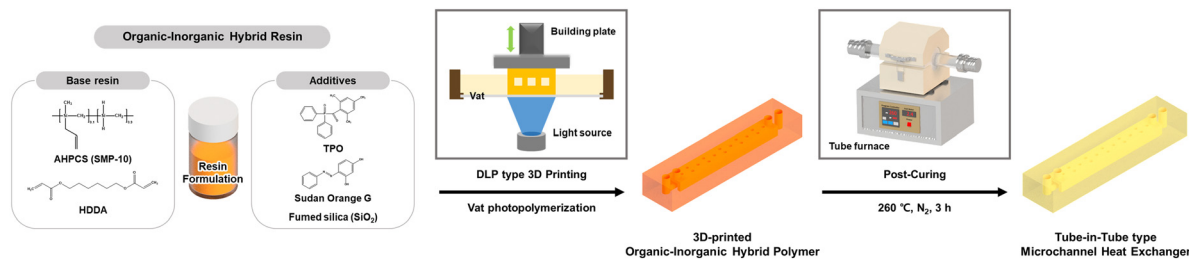 Organic-Inorganic Hybrid Resin
Base resin
AHPCS (SMP-10)
HDDA
Resin
Formulation
Additives
TPO
Sudan Orange G
Fumed silica (SiO₂)
Building plate
Vat
Light source
DLP type 3D Printing
Vat photopolymerization
3D-printed
Organic-Inorganic Hybrid Polymer
Tube furnace
Post-Curing
260 ℃, N₂, 3 h
Tube-in-Tube type
Microchannel Heat Exchanger